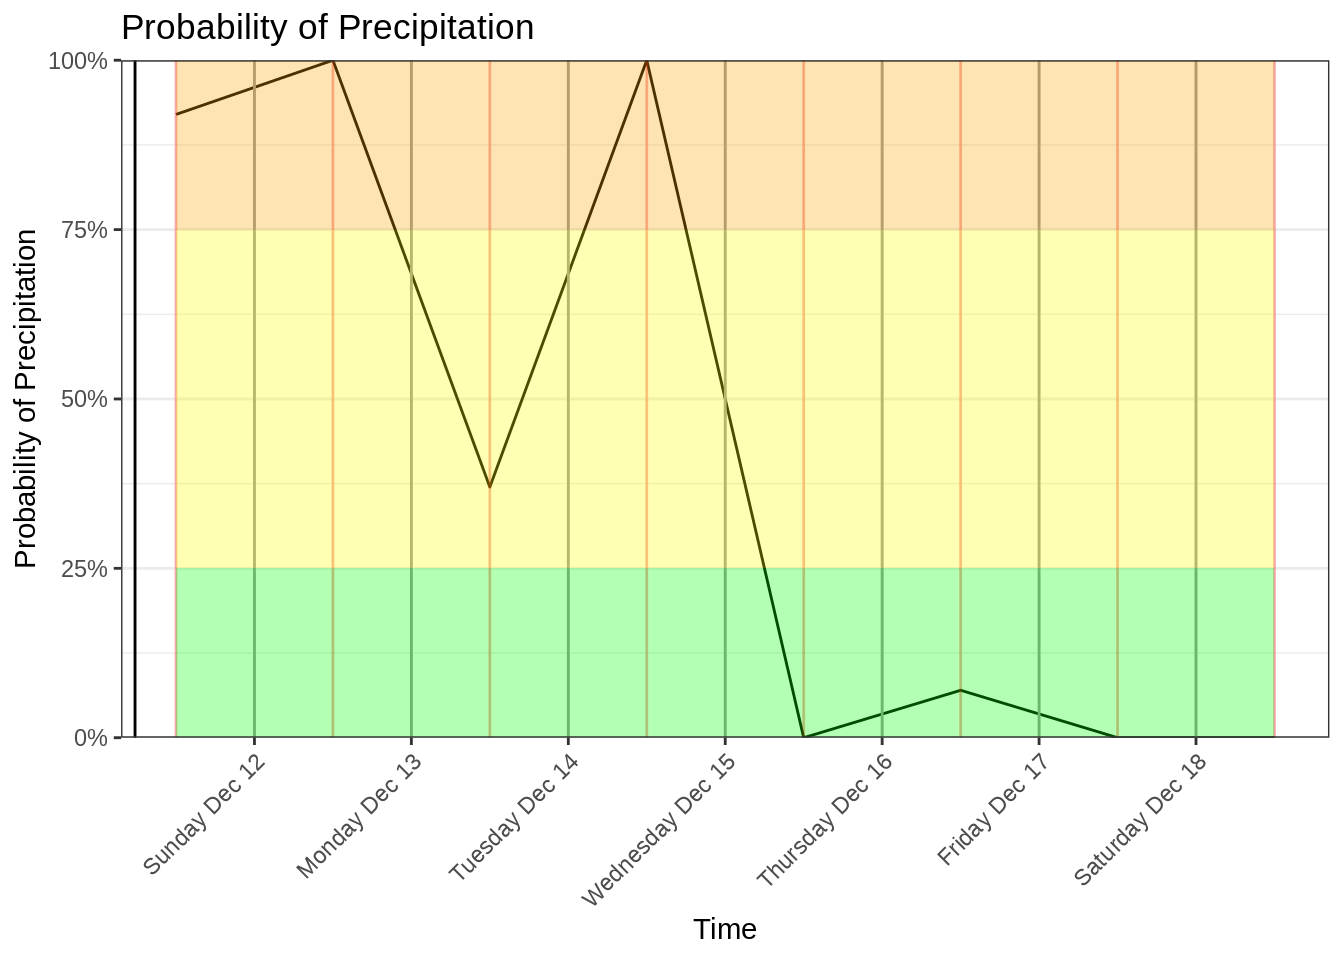 Probability of Precipitation
Probability of Precipitation
100%
75%
50%
25%
0%
Sunday Dec 12
Monday Dec 13
Tuesday Dec 14
Wednesday Dec 15
Thursday Dec 16
Friday Dec 17
Saturday Dec 18
Time